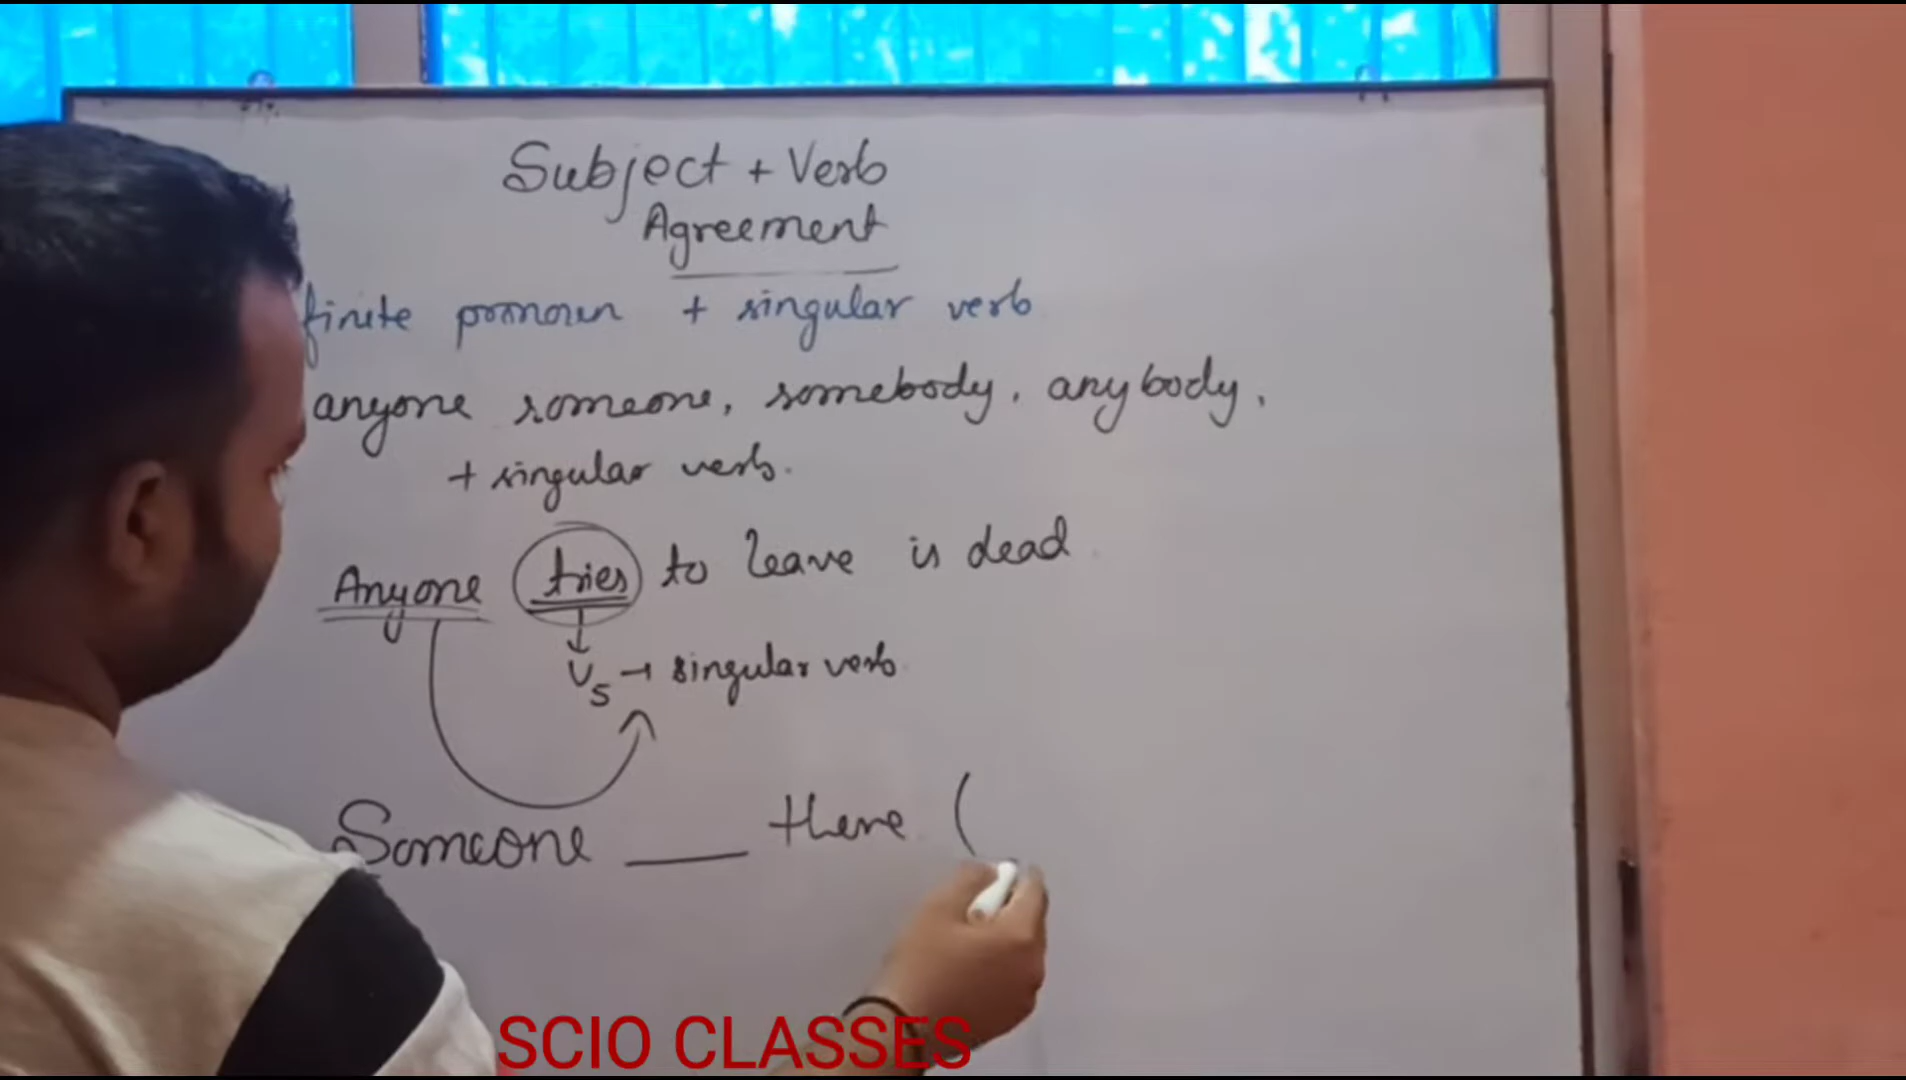 Subject + Verb
Agreement
finite pronoun + singular verb
anyone someone, somebody, anybody,
+ singular verb.
Anyone tries to leave is dead
↓
Vs → singular verb
Someone ___ there (
SCIO CLASSES